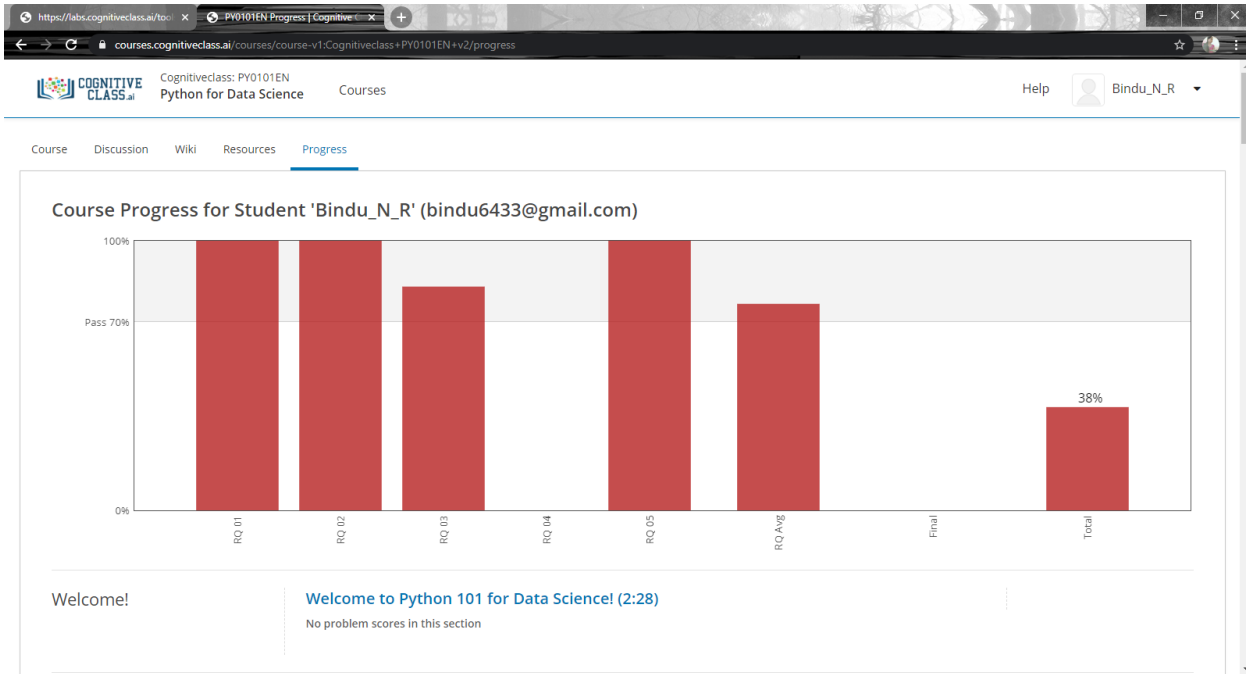 https://labs.cognitiveclass.ai/tool
PY0101EN Progress | Cognitive C
courses.cognitiveclass.ai/courses/course-v1:Cognitiveclass+PY0101EN+v2/progress
COGNITIVE
CLASS.ai
Cognitiveclass: PY0101EN
Python for Data Science
Courses
Help
Bindu_N_R
Course Discussion Wiki Resources Progress
Course Progress for Student 'Bindu_N_R' (bindu6433@gmail.com)
100%
Pass 70%
38%
0%
RQ 01
RQ 02
RQ 03
RQ 04
RQ 05
RQ Avg
Final
Total
Welcome!
Welcome to Python 101 for Data Science! (2:28)
No problem scores in this section